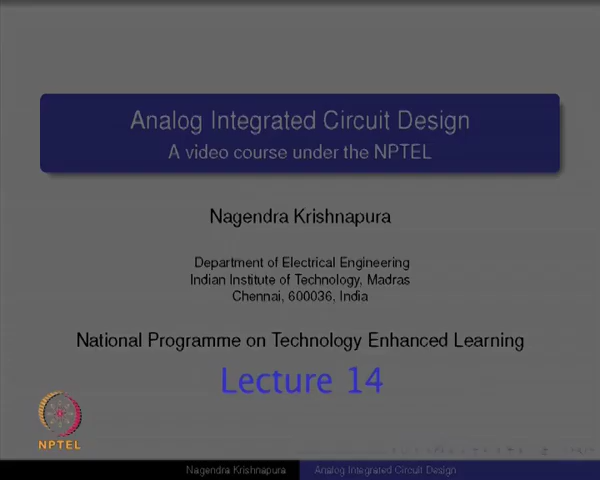 Analog Integrated Circuit Design
A video course under the NPTEL
Nagendra Krishnapura
Department of Electrical Engineering
Indian Institute of Technology, Madras
Chennai, 600036, India
National Programme on Technology Enhanced Learning
Lecture 14
NPTEL
Nagendra Krishnapura Analog Integrated Circuit Design